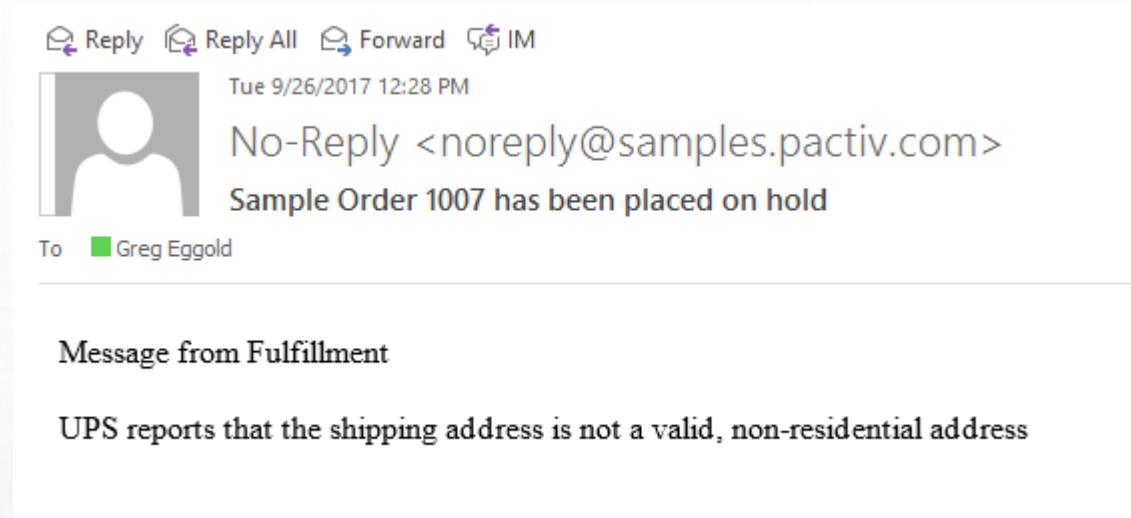 Reply Reply All Forward IM
Tue 9/26/2017 12:28 PM
No-Reply <noreply@samples.pactiv.com>
Sample Order 1007 has been placed on hold
To Greg Eggold
Message from Fulfillment
UPS reports that the shipping address is not a valid, non-residential address